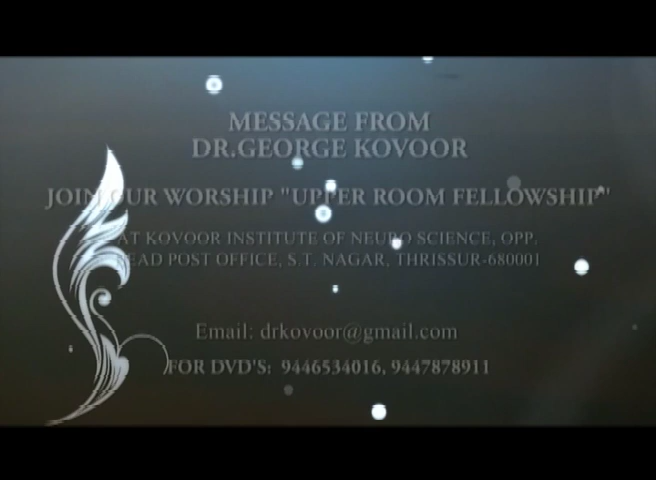 MESSAGE FROM
DR.GEORGE KOVOOR
JOIN OUR WORSHIP "UPPER ROOM FELLOWSHIP"
AT KOVOOR INSTITUTE OF NEURO SCIENCE, OPP.
HEAD POST OFFICE, S.T. NAGAR, THRISSUR-680001
Email: drkovoor@gmail.com
FOR DVD'S: 9446534016, 9447878911